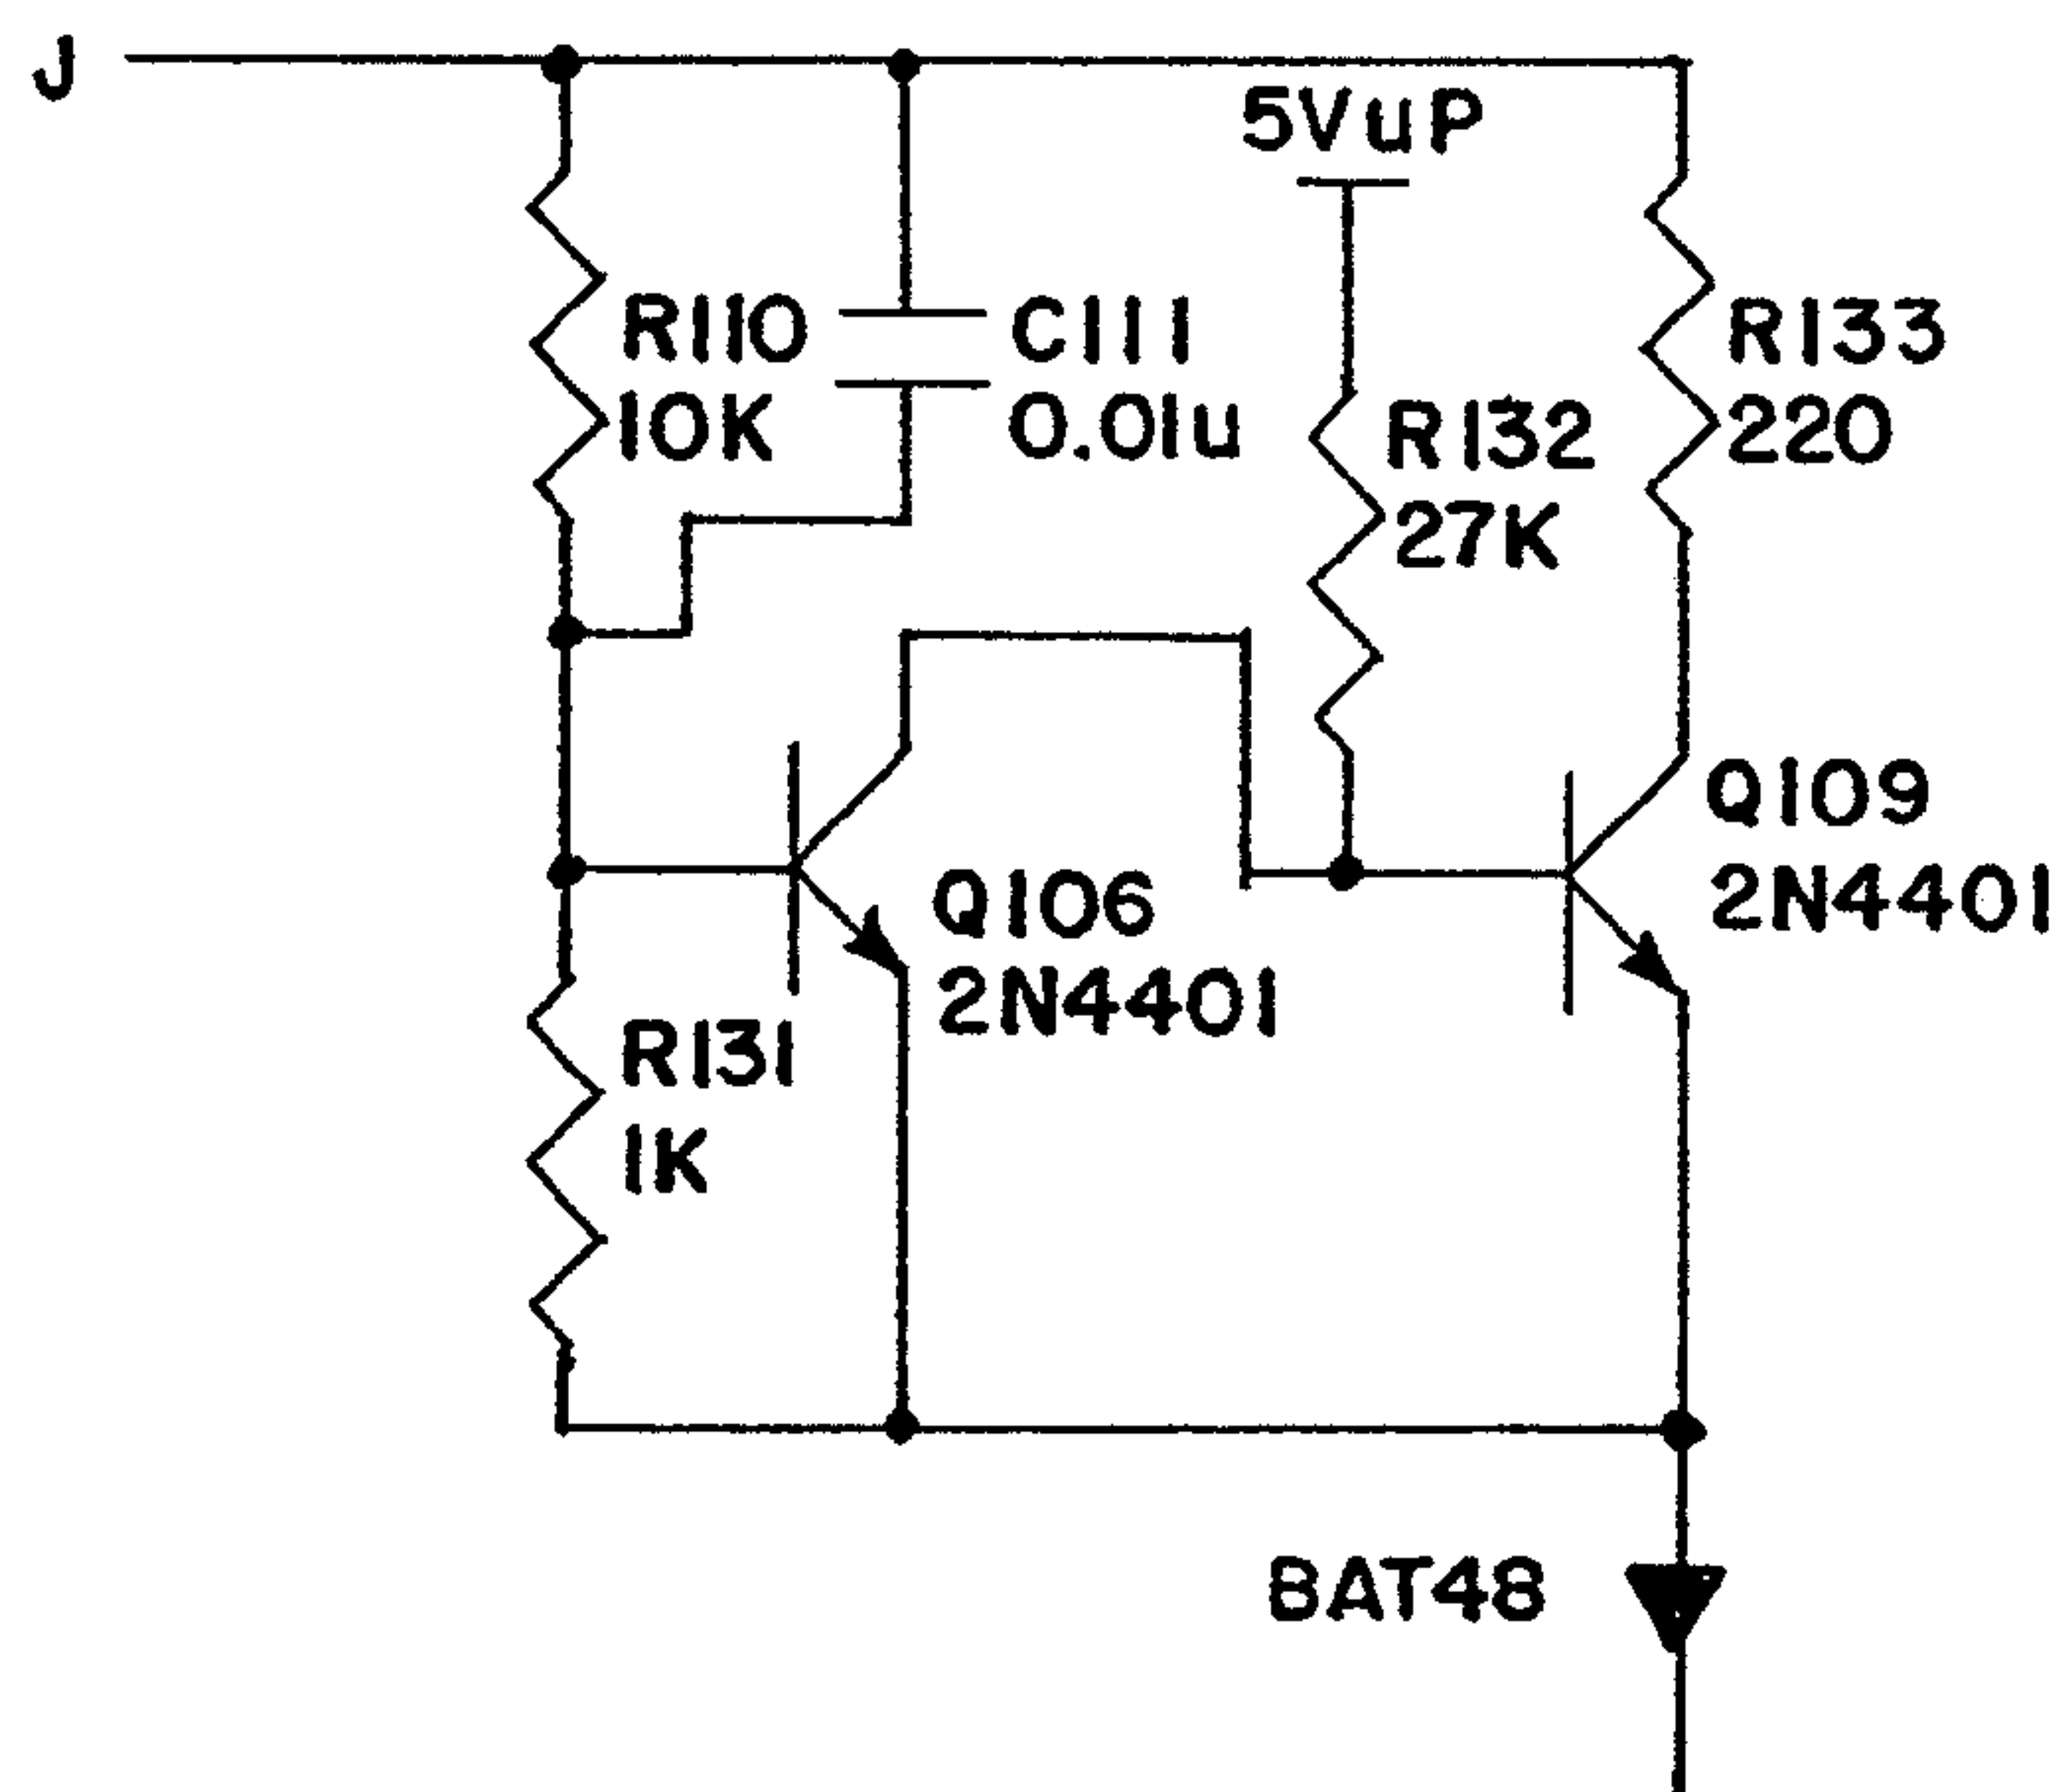 J
5VuP
R110
10K
C111
0.01u
R132
27K
R133
220
Q106
2N4401
Q109
2N4401
R131
1K
BAT48